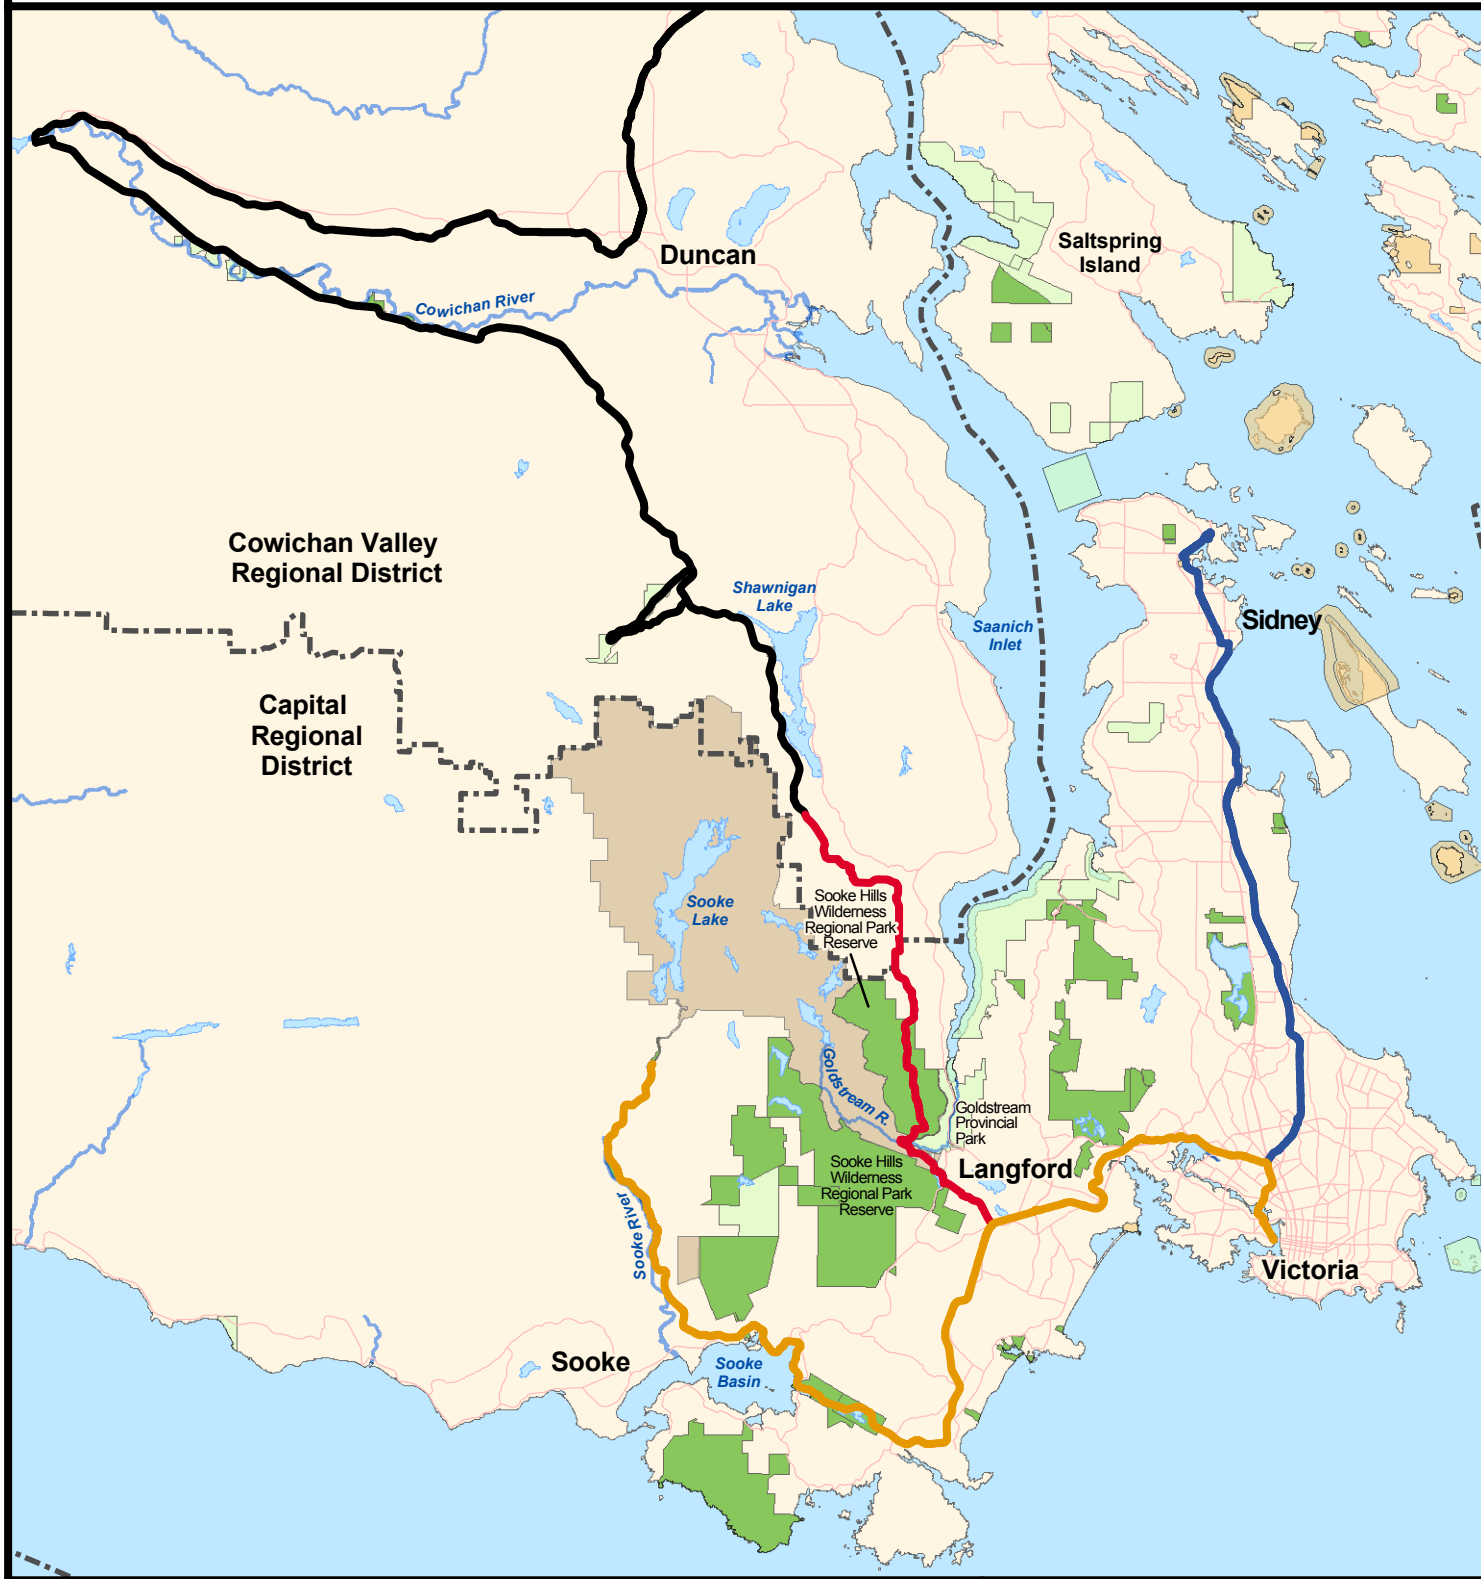 Saltspring
Island
Duncan
Cowichan River
Cowichan Valley
Regional District
Shawnigan
Lake
Saanich
Inlet
Sidney
Capital
Regional
District
Sooke
Lake
Sooke Hills
Wilderness
Regional Park
Reserve
Goldstream R.
Goldstream
Provincial
Park
Sooke Hills
Wilderness
Regional Park
Reserve
Langford
Sooke River
Victoria
Sooke
Sooke
Basin